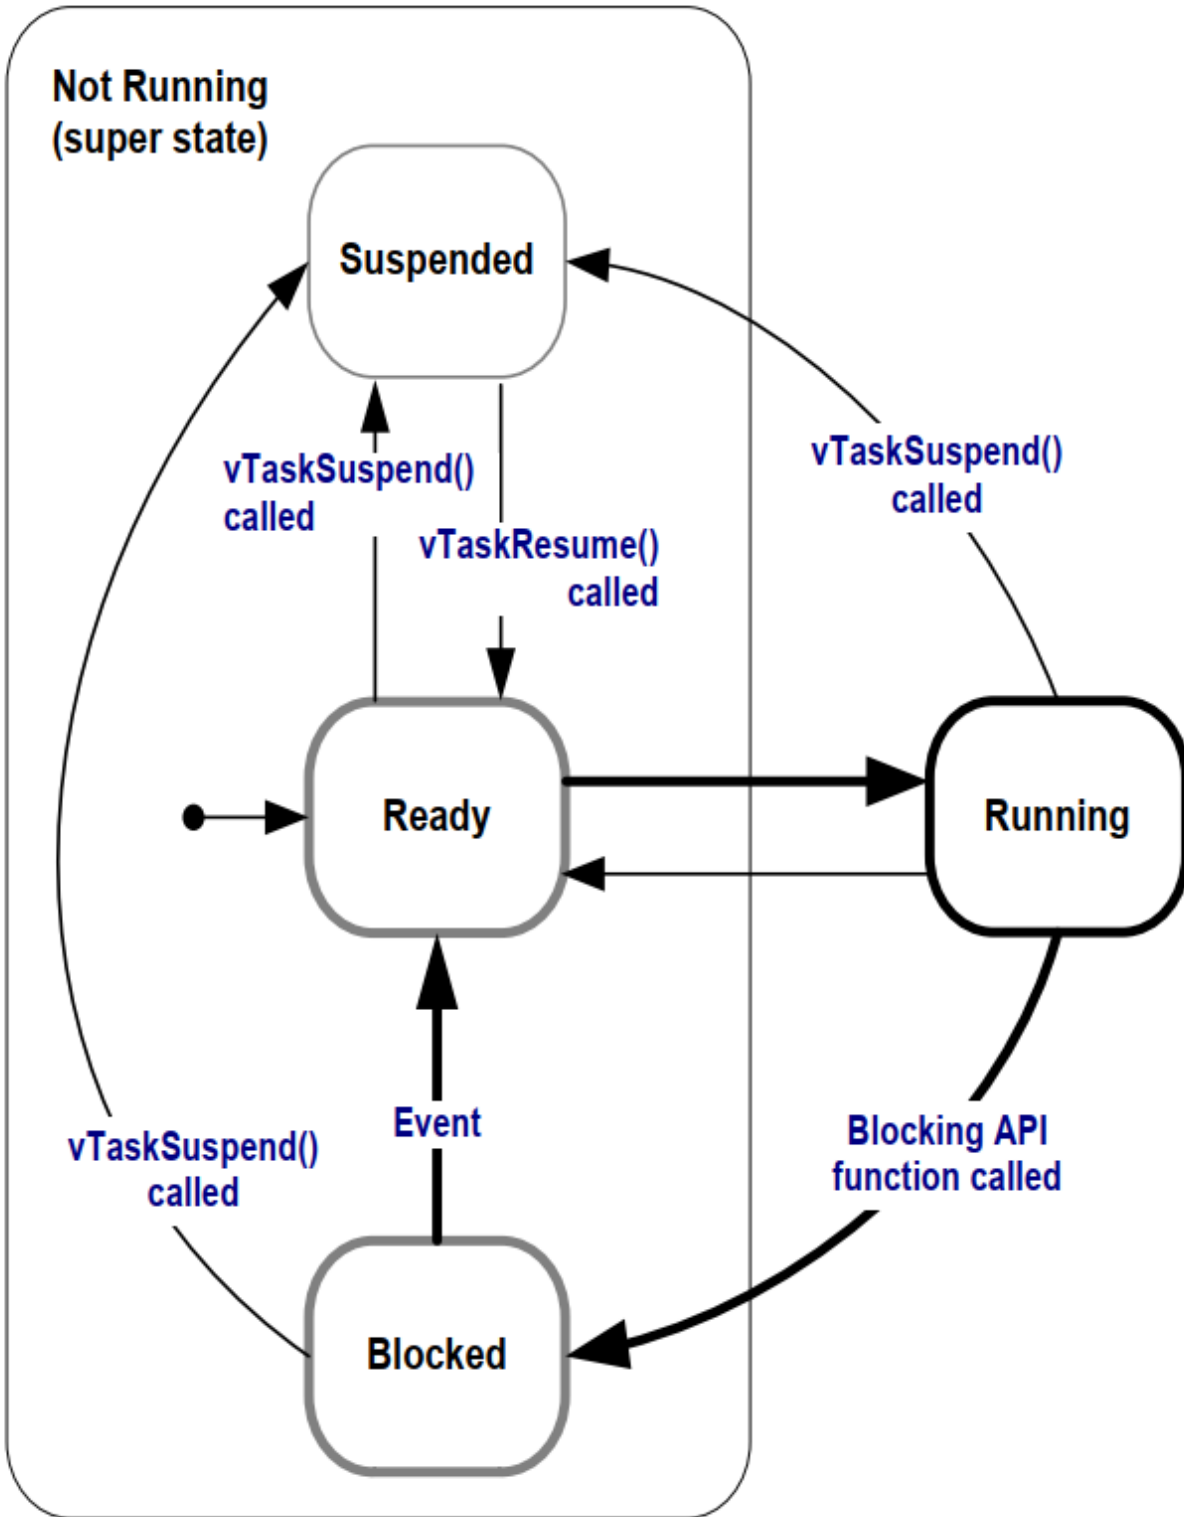 Not Running
(super state)
Suspended
vTaskSuspend()
called
vTaskResume()
called
vTaskSuspend()
called
Ready
Running
Event
vTaskSuspend()
called
Blocking API
function called
Blocked